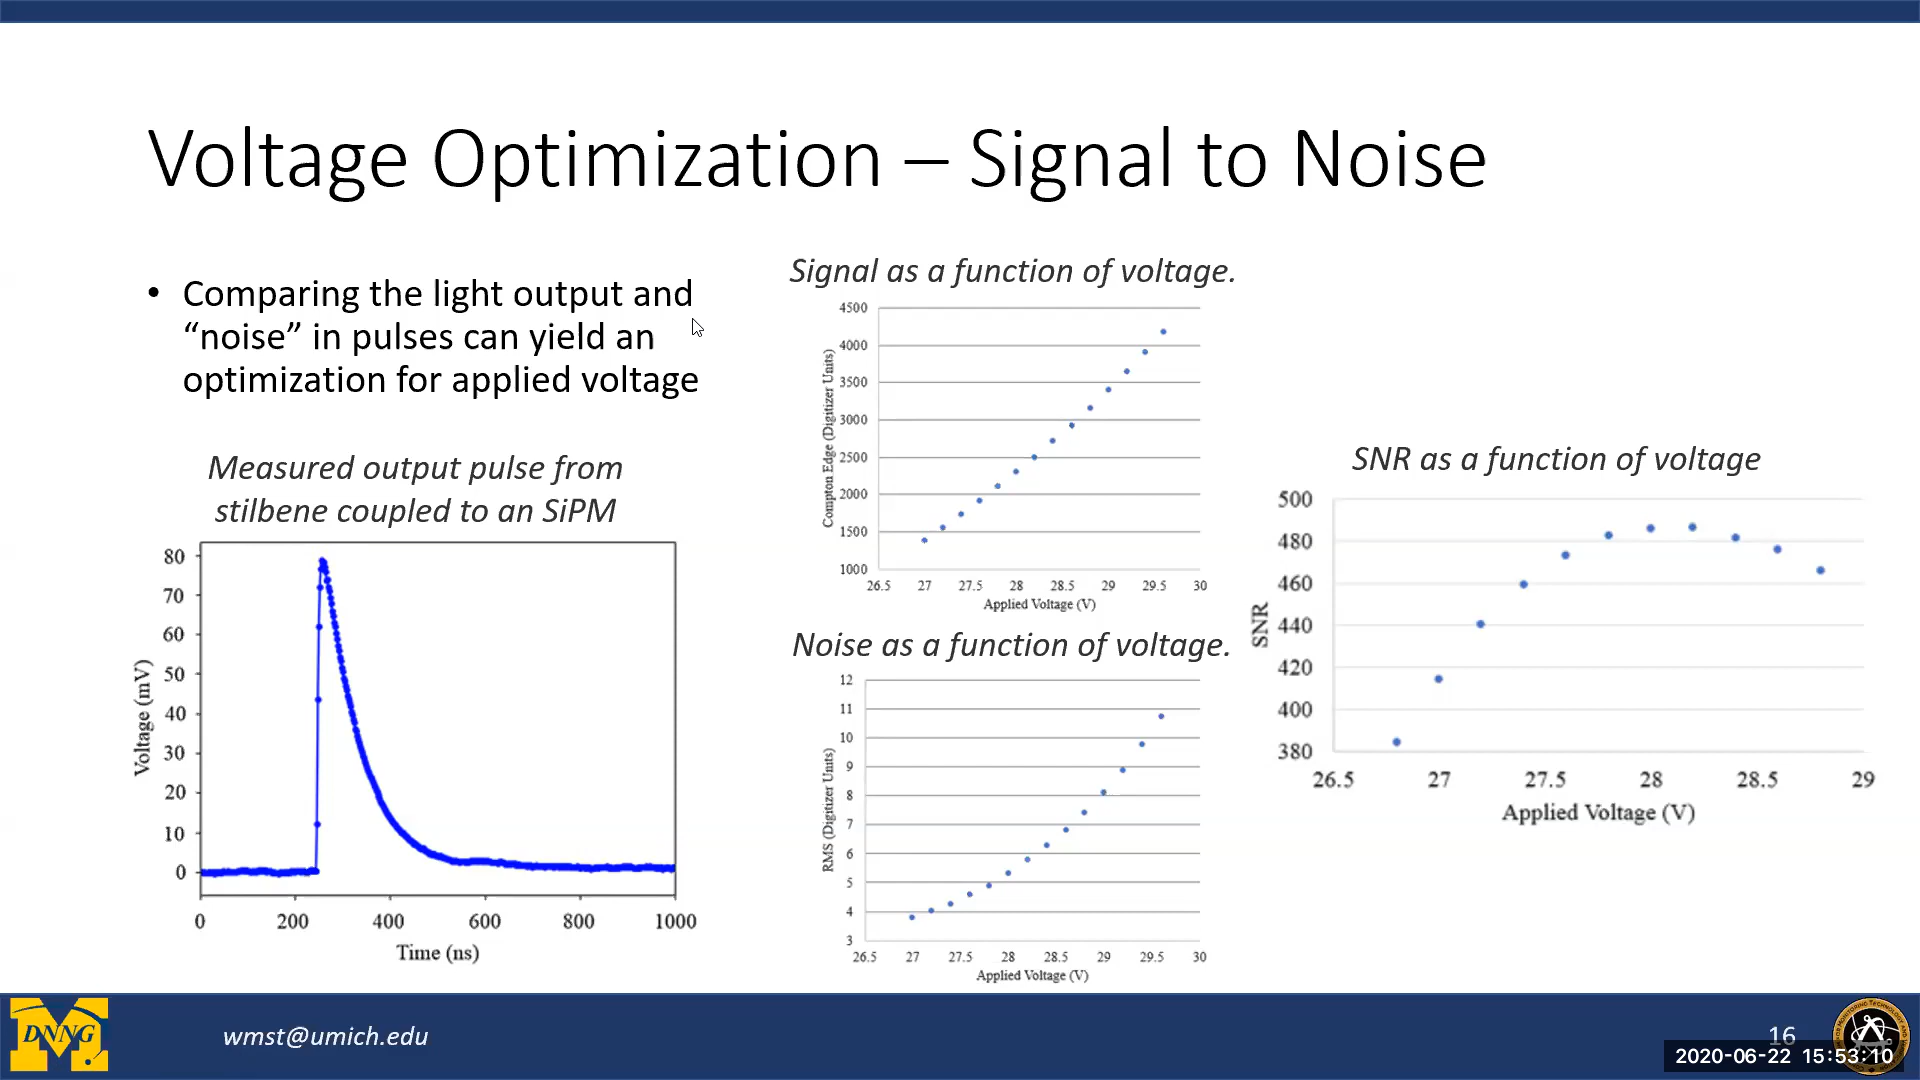 Voltage Optimization – Signal to Noise
• Comparing the light output and
“noise” in pulses can yield an
optimization for applied voltage
Measured output pulse from
stilbene coupled to an SiPM
80
70
60
50
40
30
20
10
0
Voltage (mV)
0 200 400 600 800 1000
Time (ns)
Signal as a function of voltage.
4500
4000
3500
3000
2500
2000
1500
1000
Compton Edge (Digitizer Units)
26.5 27 27.5 28 28.5 29 29.5 30
Applied Voltage (V)
Noise as a function of voltage.
12
11
10
9
8
7
6
5
4
3
RMS (Digitizer Units)
26.5 27 27.5 28 28.5 29 29.5 30
Applied Voltage (V)
SNR as a function of voltage
500
480
460
440
420
400
380
SNR
26.5 27 27.5 28 28.5 29
Applied Voltage (V)
DNNG
wmst@umich.edu
16
2020-06-22 15:53:10